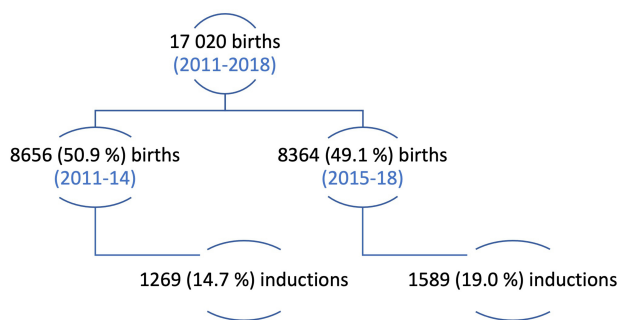 17 020 births
(2011-2018)
8656 (50.9 %) births
(2011-14)
8364 (49.1 %) births
(2015-18)
1269 (14.7 %) inductions
1589 (19.0 %) inductions